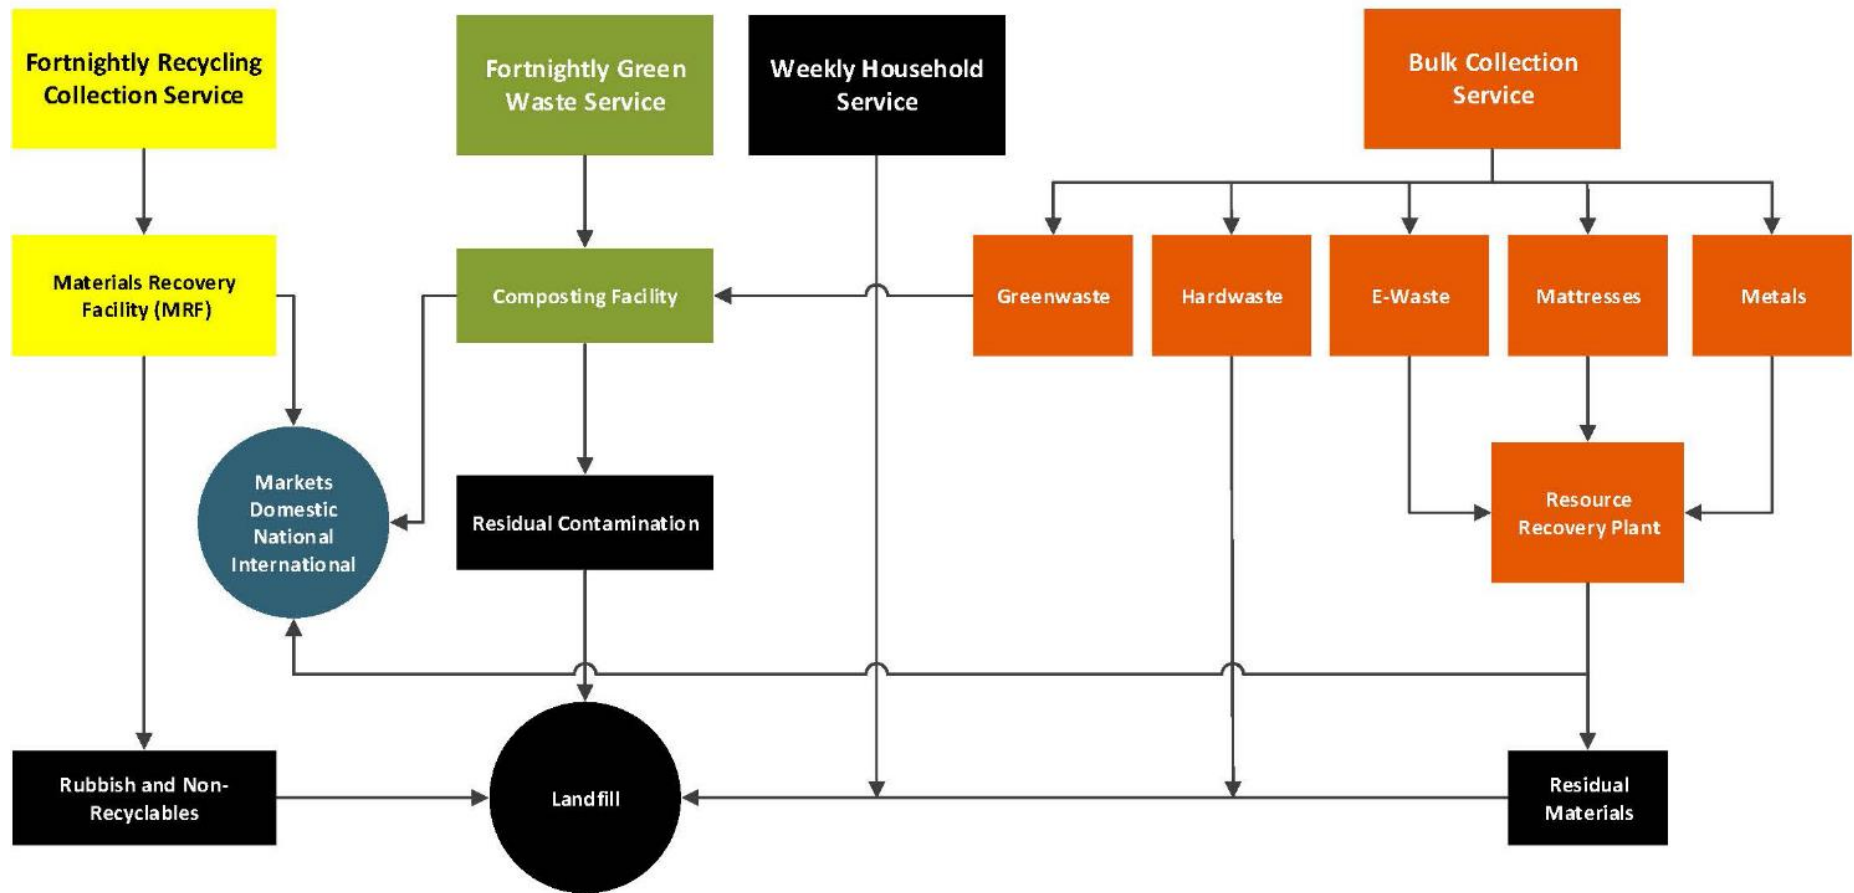 Fortnightly Recycling
Collection Service
Fortnightly Green
Waste Service
Weekly Household
Service
Bulk Collection
Service
Materials Recovery
Facility (MRF)
Composting Facility
Greenwaste
Hardwaste
E-Waste
Mattresses
Metals
Markets
Domestic
National
International
Residual Contamination
Resource
Recovery Plant
Rubbish and Non-
Recyclables
Landfill
Residual
Materials